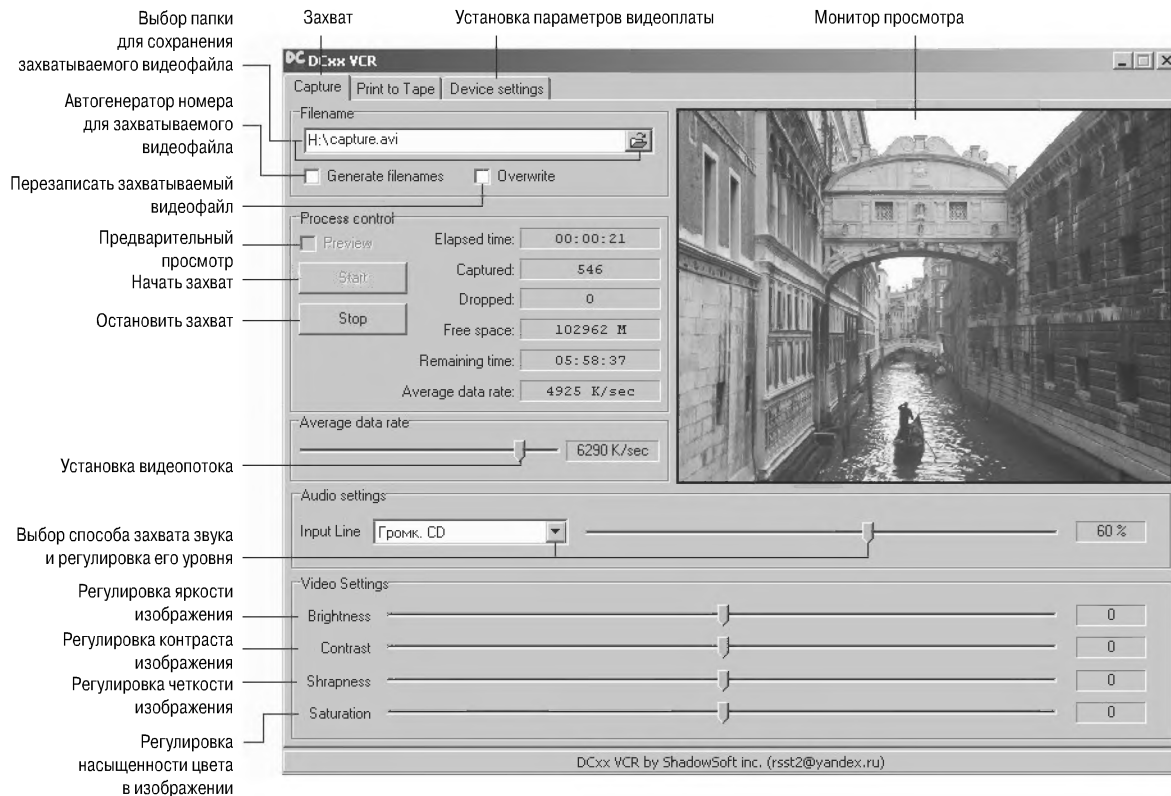 Выбор папки
для сохранения
захватываемого видеофайла
Захват
Установка параметров видеоплаты
Монитор просмотра
Автогенератор номера
для захватываемого
видеофайла
Перезаписать захватываемый
видеофайл
Предварительный
просмотр
Начать захват
Остановить захват
Установка видеопотока
Выбор способа захвата звука
и регулировка его уровня
Регулировка яркости
изображения
Регулировка контраста
изображения
Регулировка четкости
изображения
Регулировка
насыщенности цвета
в изображении
DC DCxx VCR
Capture Print to Tape Device settings
Filename
H:\capture.avi
Generate filenames Overwrite
Process control
Preview
Start
Stop
Elapsed time: 00:00:21
Captured: 546
Dropped: 0
Free space: 102962 M
Remaining time: 05:58:37
Average data rate: 4925 K/sec
Average data rate
6290 K/sec
Audio settings
Input Line Громк. CD 60 %
Video Settings
Brightness 0
Contrast 0
Shrapness 0
Saturation 0
DCxx VCR by ShadowSoft inc. (rsst2@yandex.ru)